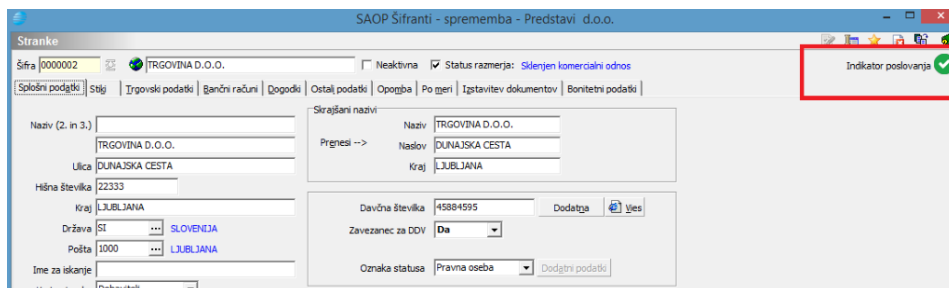 SAOP Šifranti - sprememba - Predstavi d.o.o.
Stranke
Šifra 0000002 TRGOVINA D.O.O. Neaktivna Status razmerja: Sklenjen komercialni odnos Indikator poslovanja
Splošni podatki Stiki Trgovski podatki Bančni računi Dogodki Ostali podatki Opomba Po meri Izstavitev dokumentov Bonitetni podatki
Skrajšani nazivi
Naziv (2. in 3.) Naziv TRGOVINA D.O.O.
TRGOVINA D.O.O. Prenesi --> Naslov DUNAJSKA CESTA
Ulica DUNAJSKA CESTA Kraj LJUBLJANA
Hišna številka 22333
Kraj LJUBLJANA Davčna številka 45884595 Dodatna Vies
Država SI ... SLOVENIJA Zavezanec za DDV Da
Pošta 1000 ... LJUBLJANA
Ime za iskanje Oznaka statusa Pravna oseba Dodatni podatki